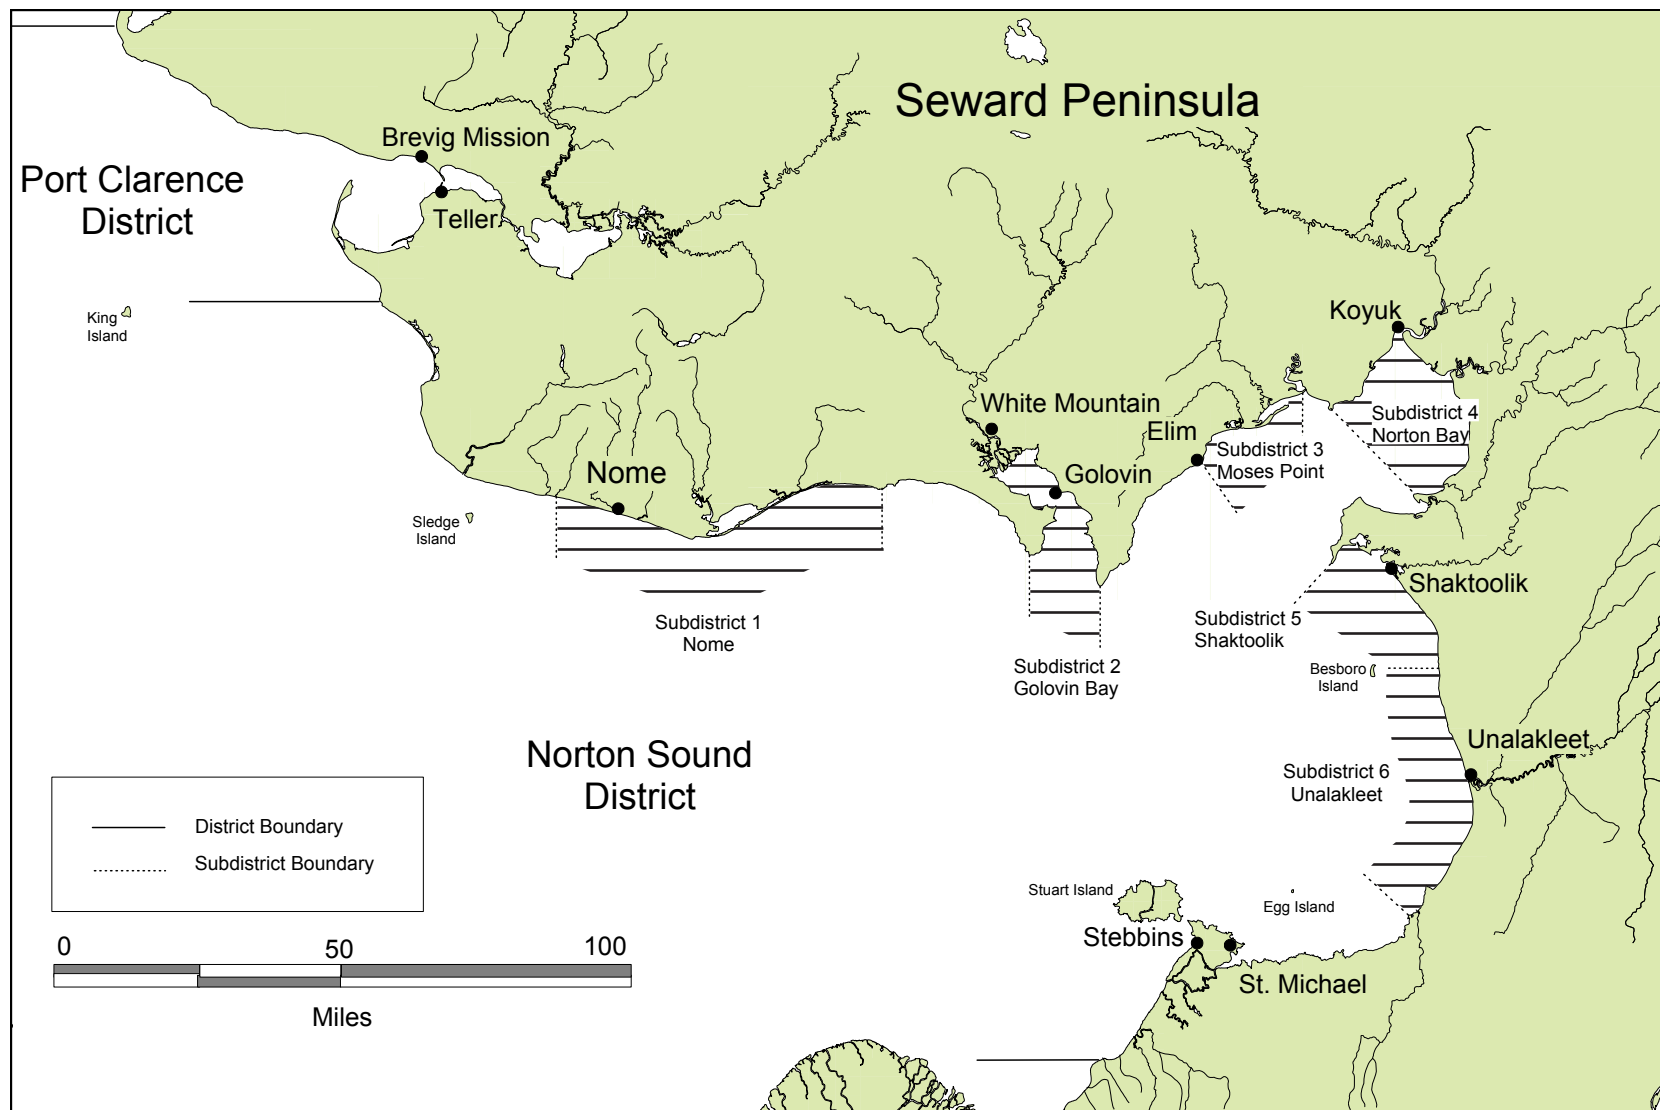 Seward Peninsula
Brevig Mission
Port Clarence
District
Teller
King
Island
Koyuk
White Mountain
Elim
Subdistrict 4
Norton Bay
Subdistrict 3
Moses Point
Nome
Golovin
Sledge
Island
Shaktoolik
Subdistrict 1
Nome
Subdistrict 5
Shaktoolik
Subdistrict 2
Golovin Bay
Besboro
Island
Norton Sound
District
Unalakleet
Subdistrict 6
Unalakleet
District Boundary
Subdistrict Boundary
Stuart Island
Egg Island
Stebbins
St. Michael
0 50 100
Miles